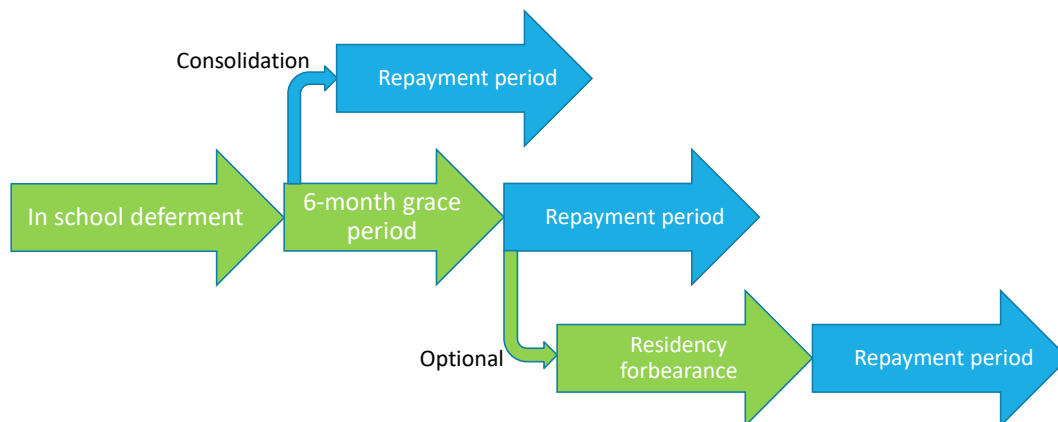 Consolidation
Repayment period
In school deferment
6-month grace
period
Repayment period
Optional
Residency
forbearance
Repayment period